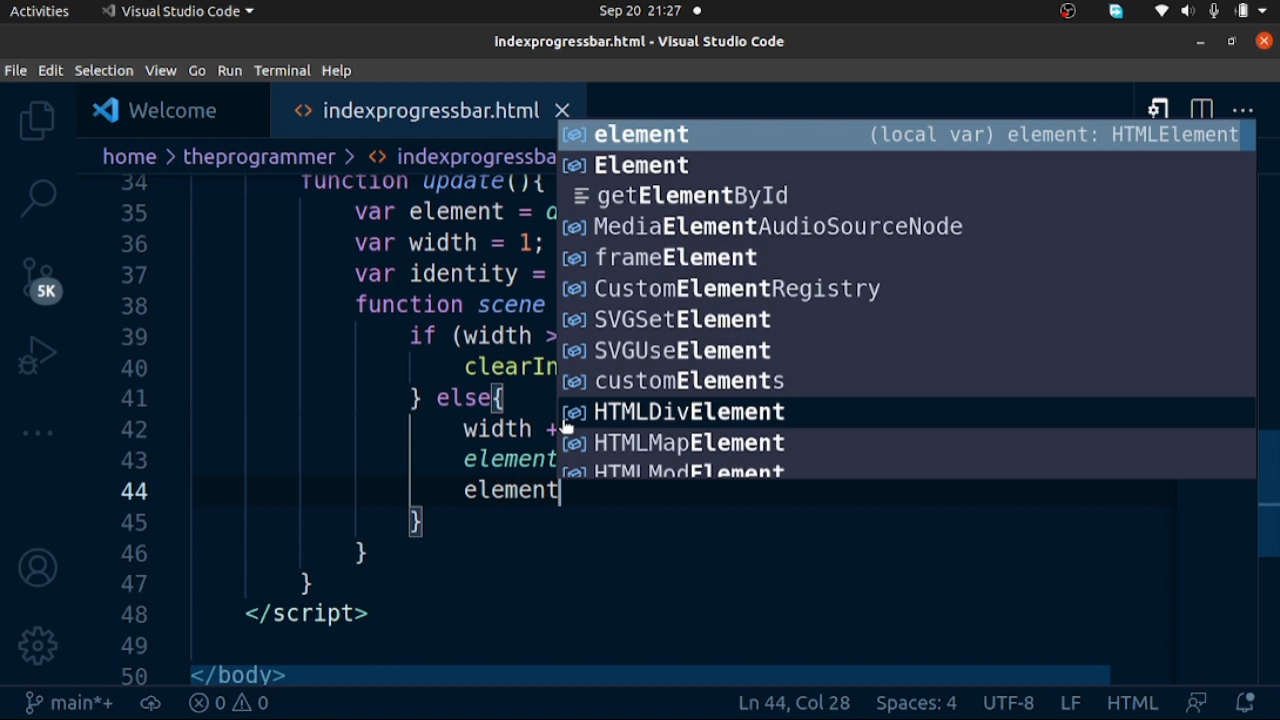 Activities Visual Studio Code Sep 20 21:27
indexprogressbar.html - Visual Studio Code
File Edit Selection View Go Run Terminal Help
Welcome indexprogressbar.html
home > theprogrammer > <> indexprogressba
34 function update(){
35 var element = d
36 var width = 1;
37 var identity =
38 function scene
39 if (width >
40 clearIn
41 } else{
42 width +
43 element
44 element
45 }
46 }
47 }
48 </script>
49
50 </body>
element (local var) element: HTMLElement
Element
getElementById
MediaElementAudioSourceNode
frameElement
CustomElementRegistry
SVGSetElement
SVGUseElement
customElements
HTMLDivElement
HTMLMapElement
HTMLModElement
5K
main*+ 0 0 Ln 44, Col 28 Spaces: 4 UTF-8 LF HTML